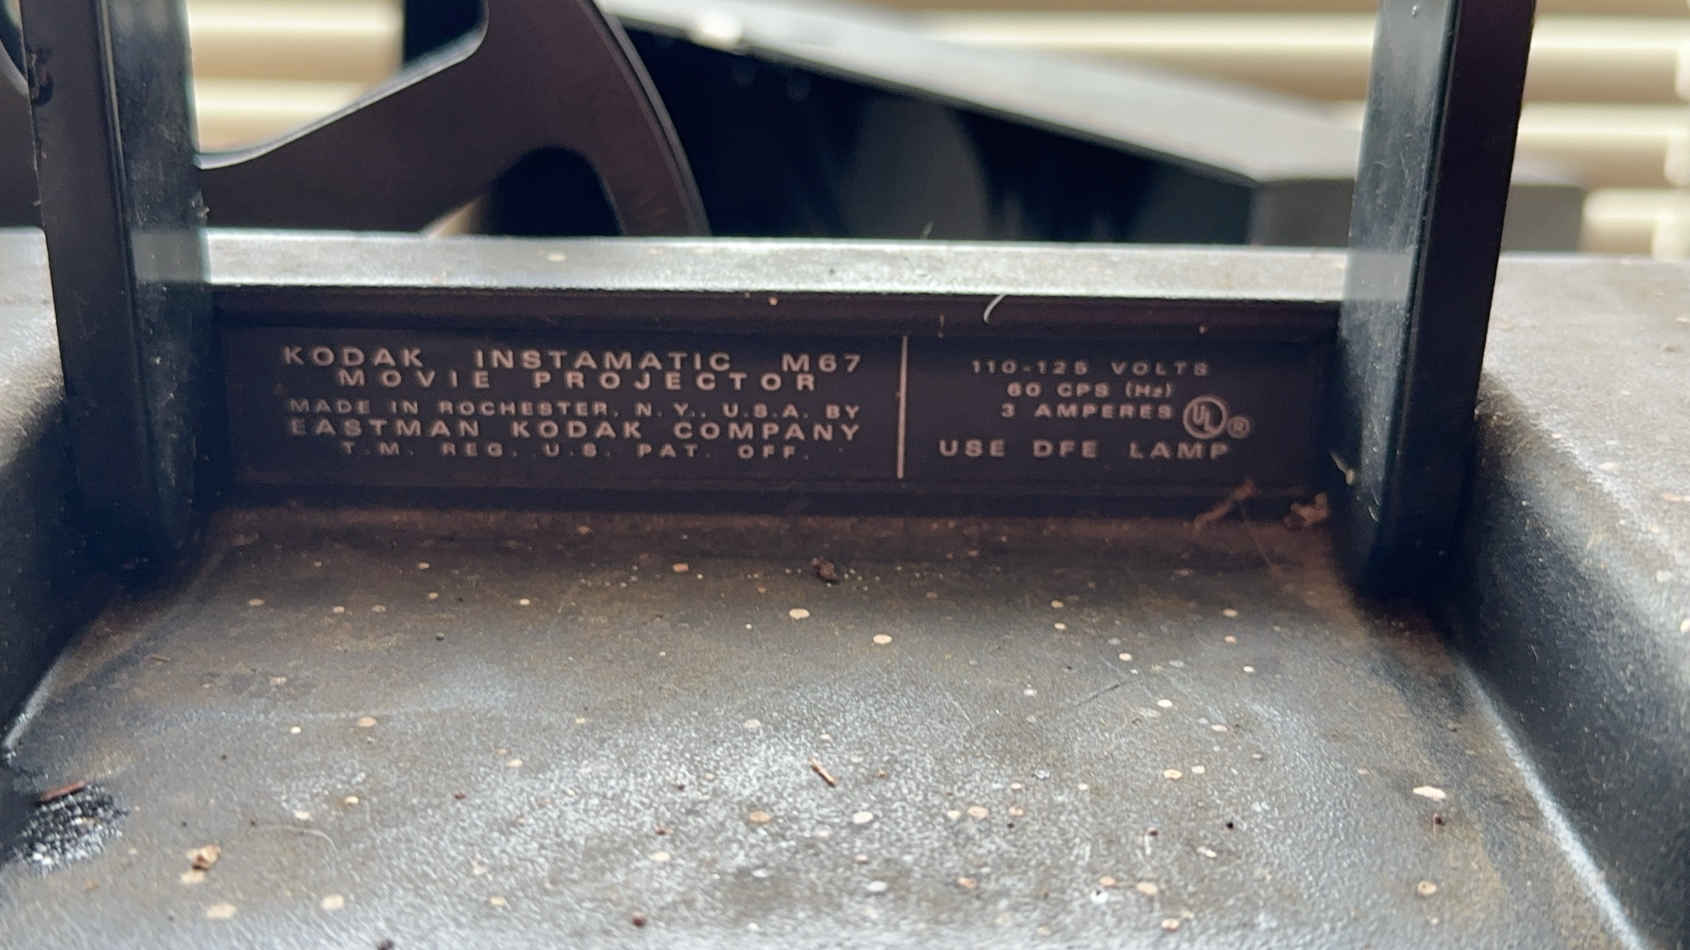 KODAK INSTAMATIC M67
MOVIE PROJECTOR
MADE IN ROCHESTER, N.Y., U.S.A. BY
EASTMAN KODAK COMPANY
T.M. REG. U.S. PAT. OFF.
110-125 VOLTS
60 CPS (Hz)
3 AMPERES UL ®
USE DFE LAMP